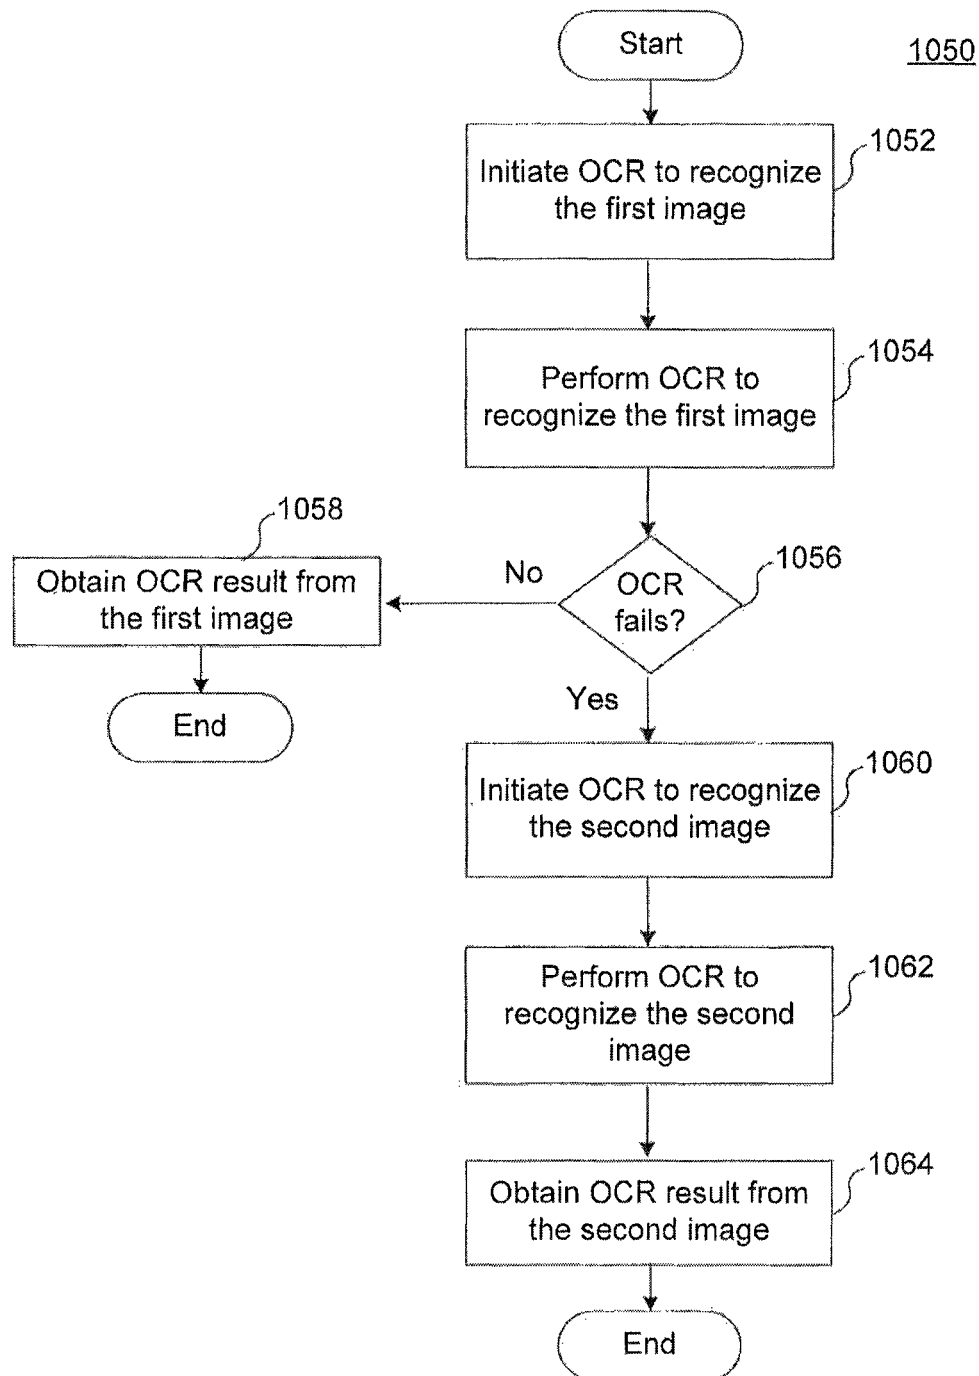 Start
1050
1052
Initiate OCR to recognize
the first image
1054
Perform OCR to
recognize the first image
1058
Obtain OCR result from
the first image
No
OCR
fails?
1056
End
Yes
1060
Initiate OCR to recognize
the second image
1062
Perform OCR to
recognize the second
image
1064
Obtain OCR result from
the second image
End